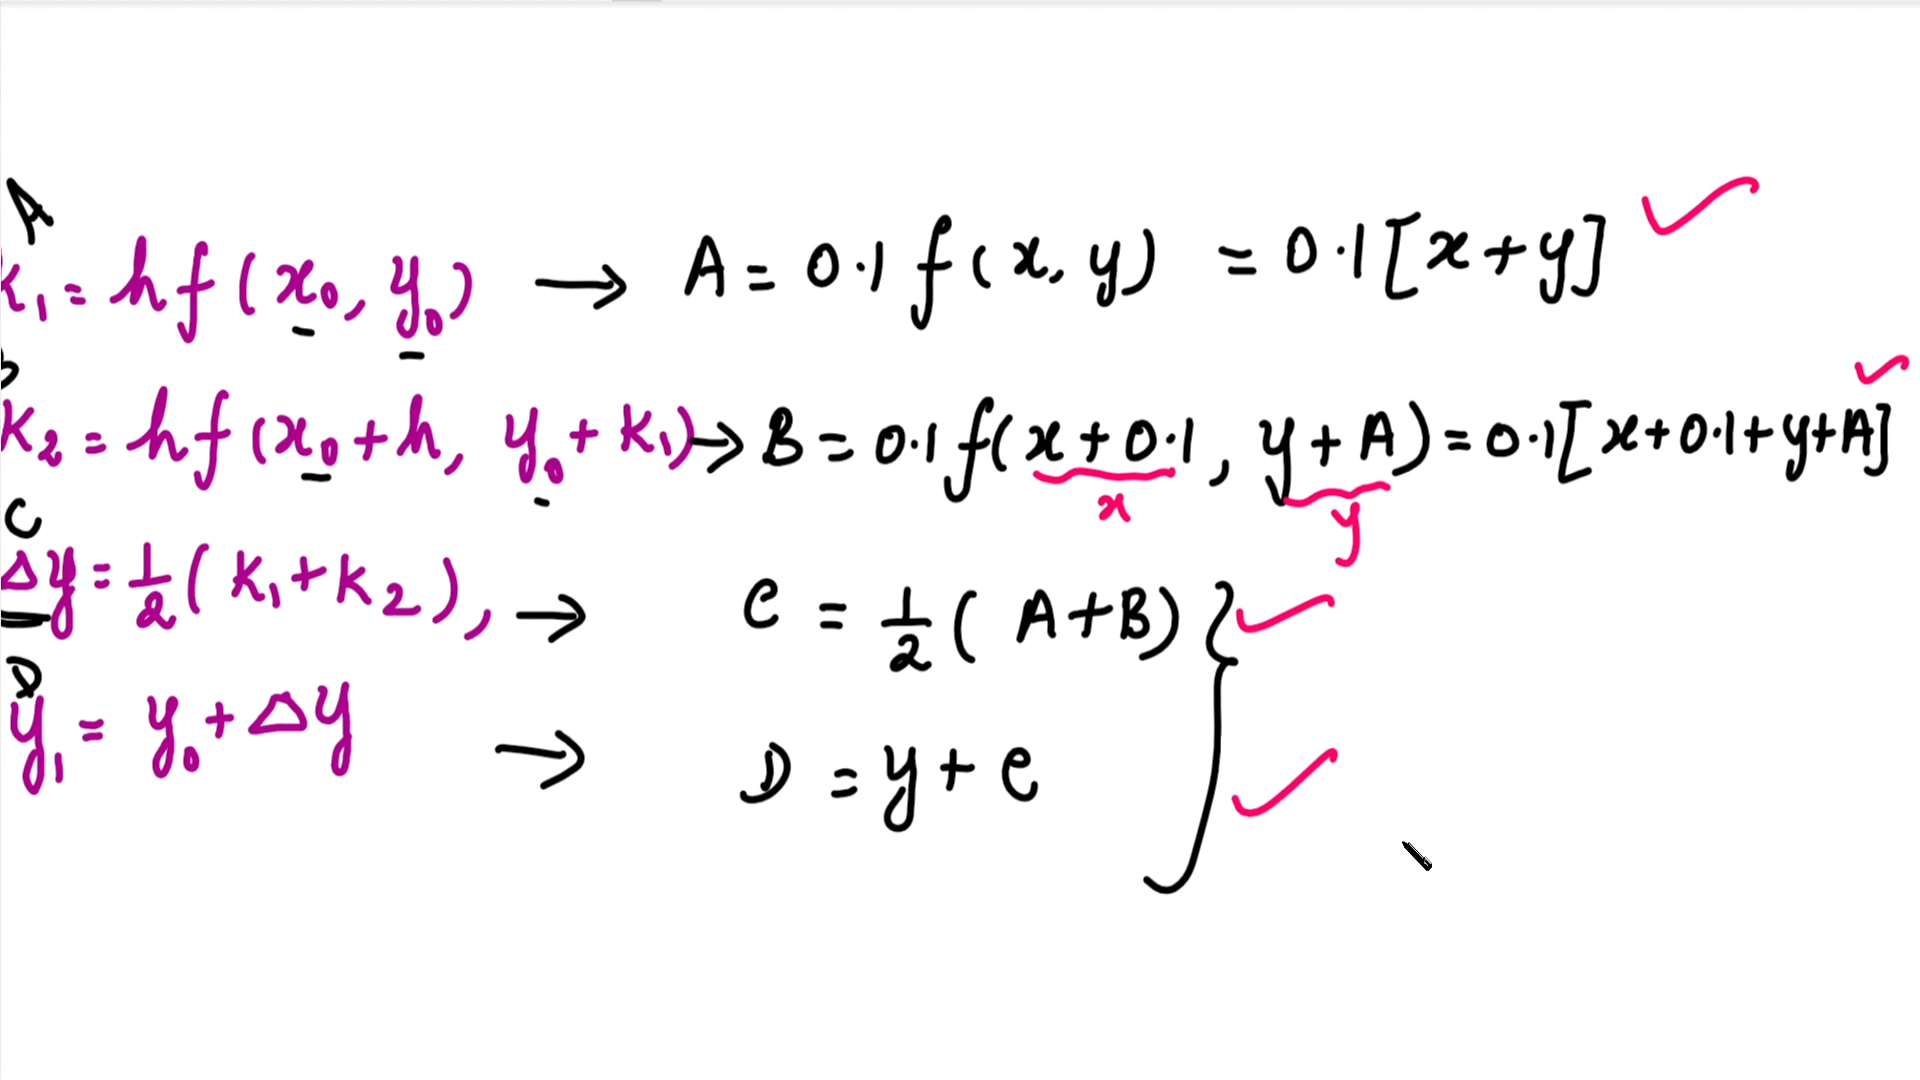 A
K₁ = hf(x₀, y₀) → A = 0.1 f(x, y) = 0.1[x+y]
K₂ = hf(x₀+h, y₀+K₁) → B = 0.1 f(x+0.1, y+A) = 0.1[x+0.1+y+A]
x y
C
Δy = 1/2 (K₁+K₂), → C = 1/2 (A+B)
D
y₁ = y₀+Δy → D = y+C